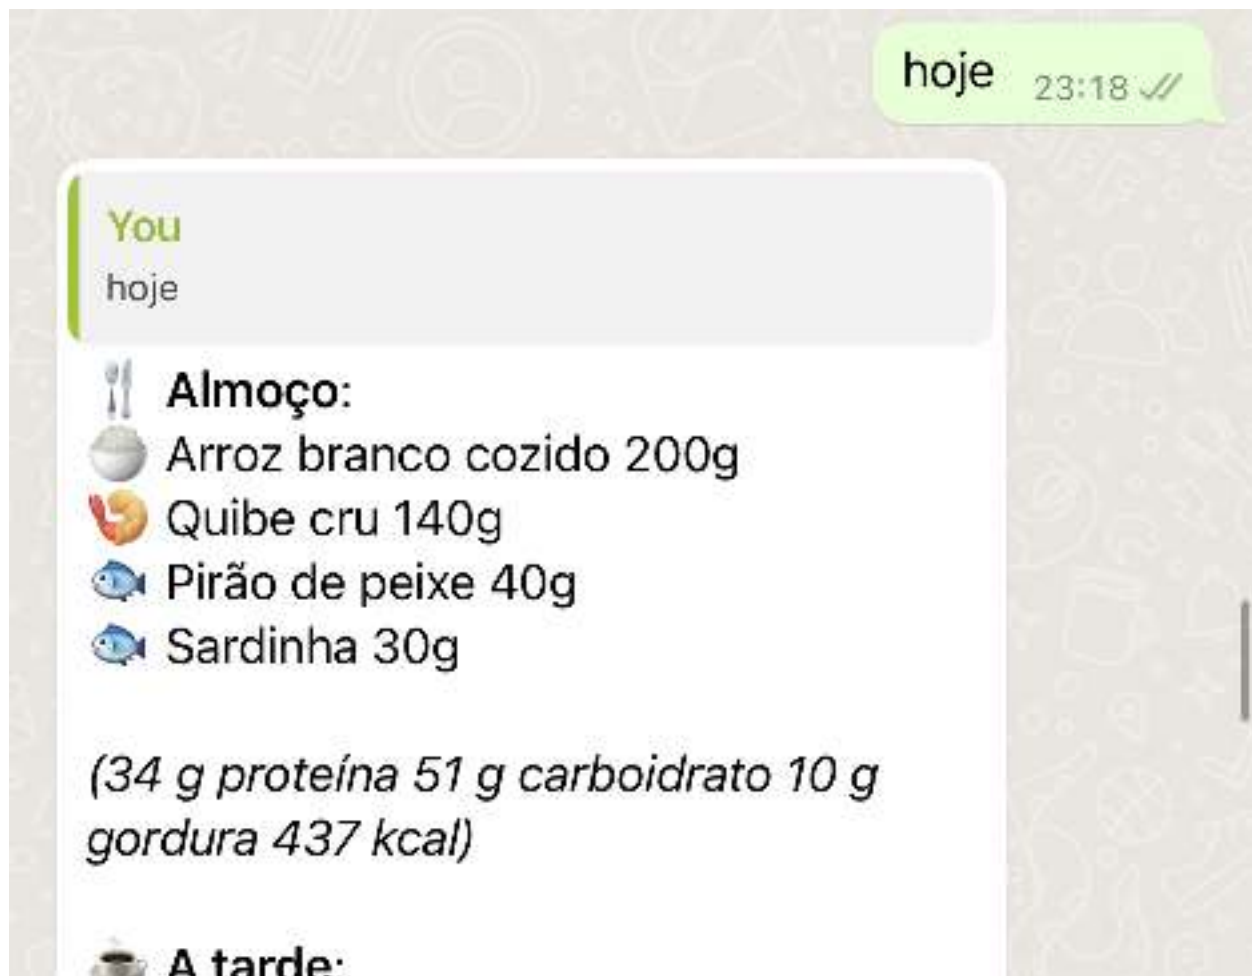 hoje 23:18
You
hoje
Almoço:
Arroz branco cozido 200g
Quibe cru 140g
Pirão de peixe 40g
Sardinha 30g
(34 g proteína 51 g carboidrato 10 g
gordura 437 kcal)
A tarde: